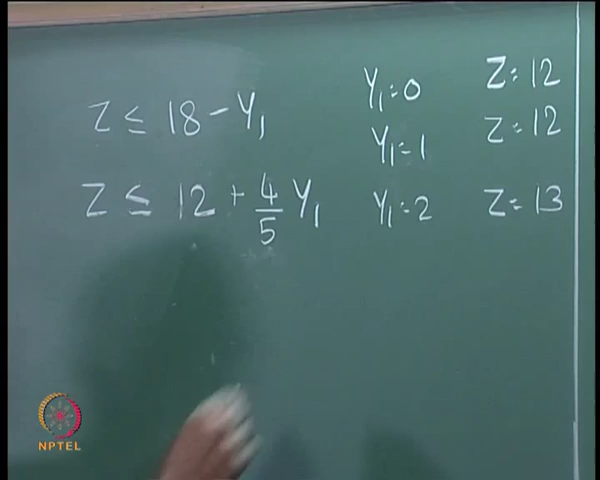 Z ≤ 18 - Y₁
Y₁ = 0 Z = 12
Y₁ = 1 Z = 12
Z ≤ 12 + 4/5 Y₁
Y₁ = 2 Z = 13
NPTEL